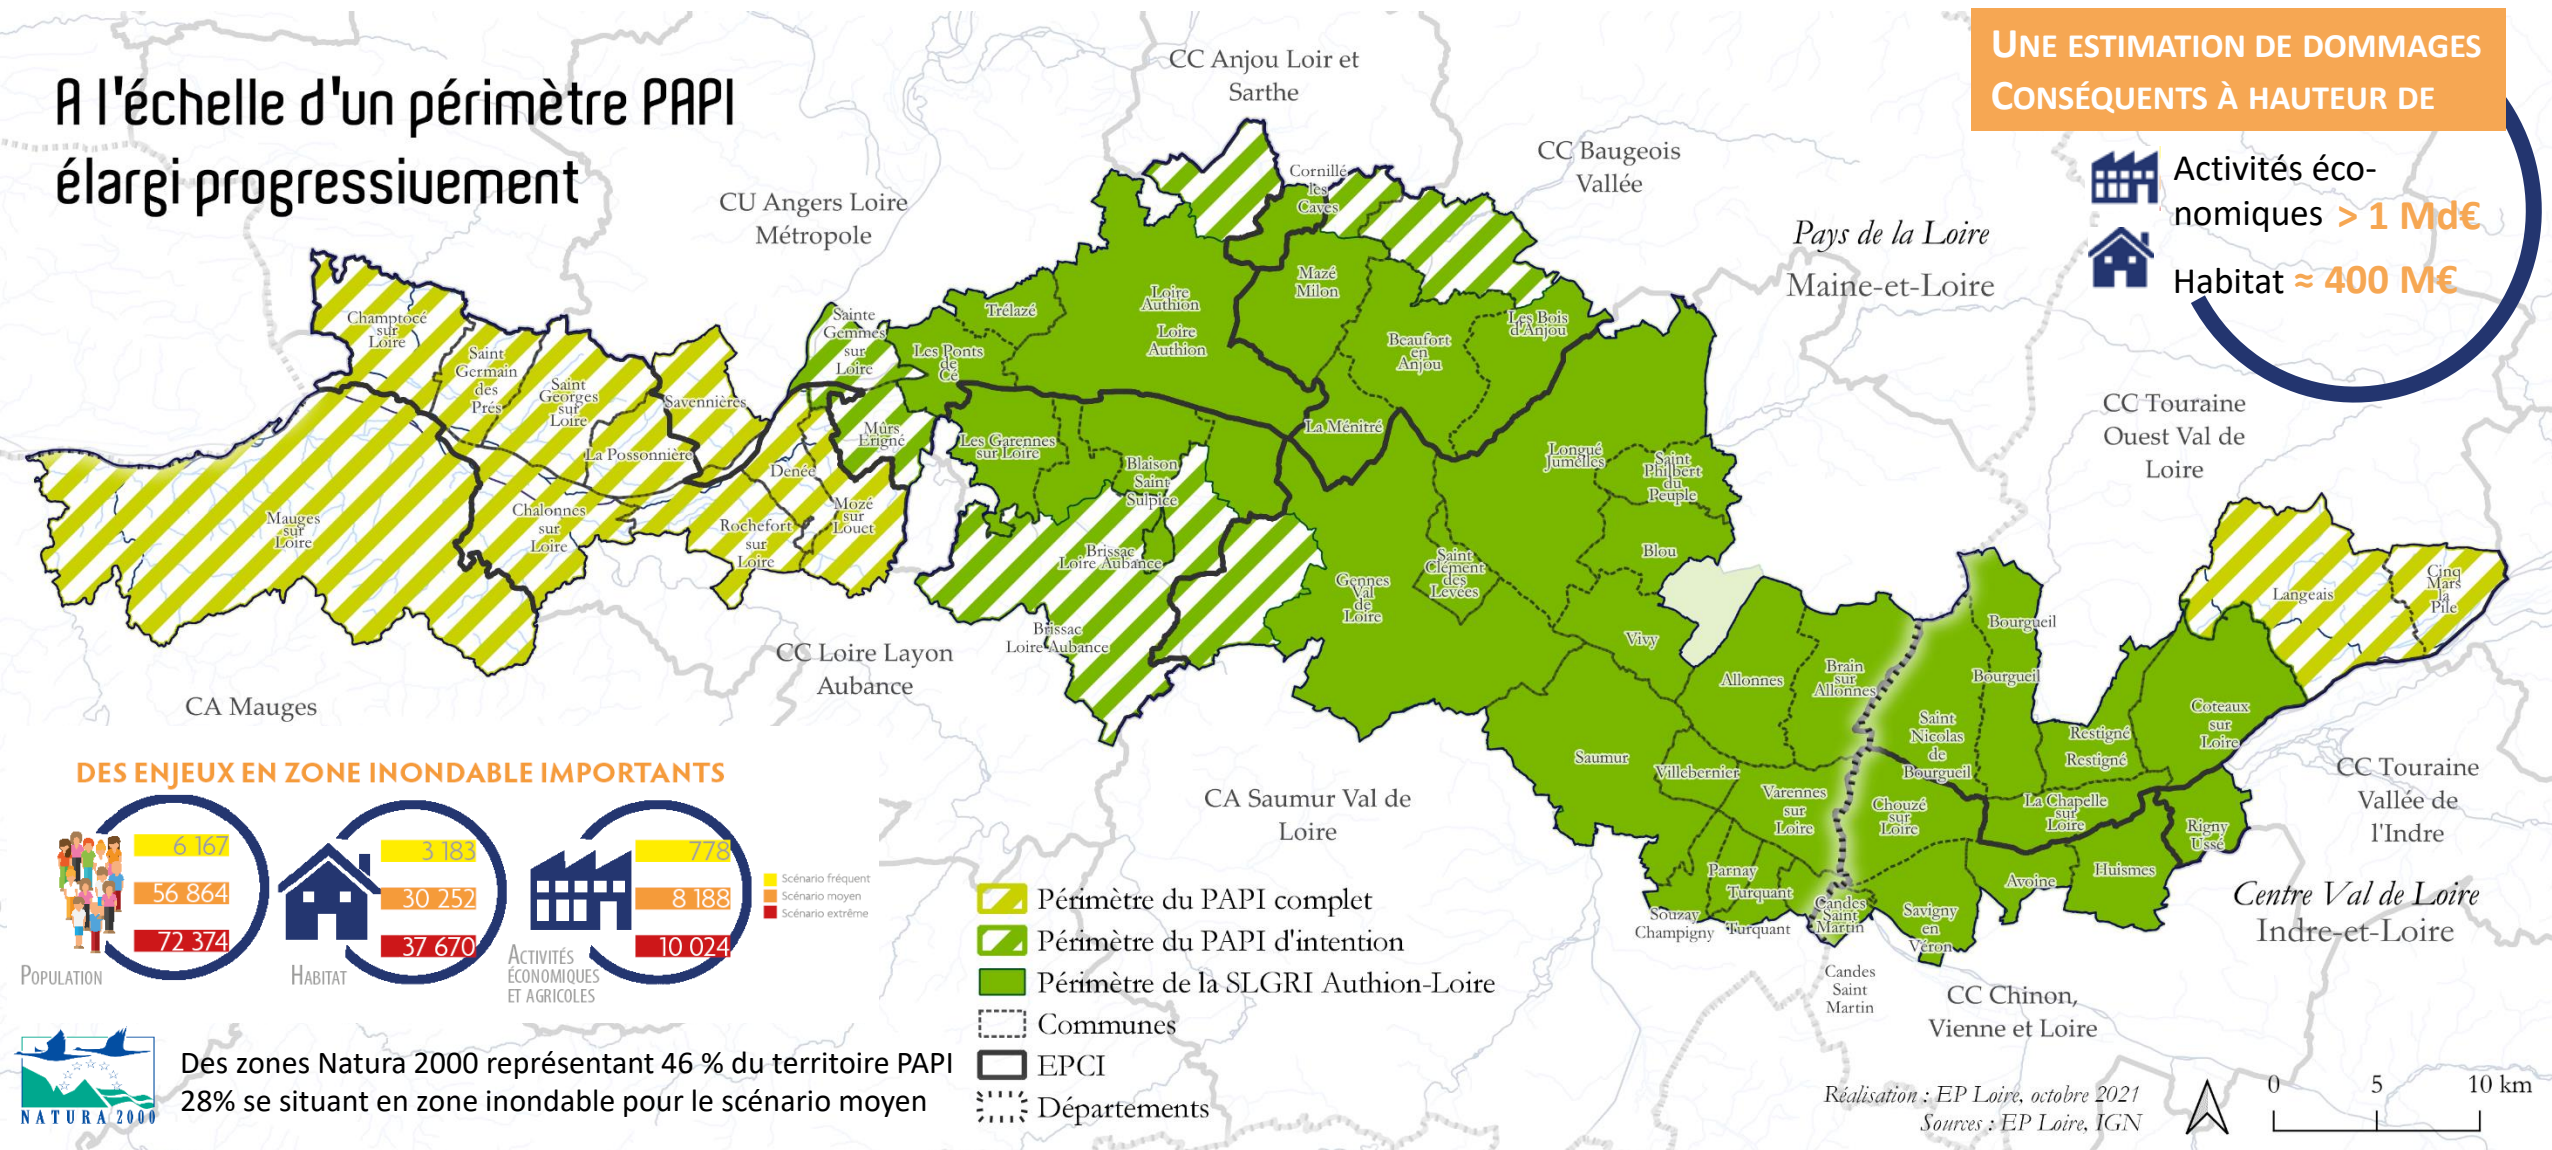 A l'échelle d'un périmètre PAPI
élargi progressivement
UNE ESTIMATION DE DOMMAGES
CONSÉQUENTS À HAUTEUR DE
Activités éco-
nomiques > 1 Md€
Habitat ≈ 400 M€
CC Anjou Loir et
Sarthe
CC Baugeois
Vallée
CU Angers Loire
Métropole
Pays de la Loire
Maine-et-Loire
CC Touraine
Ouest Val de
Loire
CC Loire Layon
Aubance
CA Mauges
CA Saumur Val de
Loire
CC Touraine
Vallée de
l'Indre
Centre Val de Loire
Indre-et-Loire
CC Chinon,
Vienne et Loire
Cornillé
les
Caves
Champtocé
sur
Loire
Saint
Germain
des
Prés
Saint
Georges
sur
Loire
Savennières
La Possonnière
Sainte
Gemmes
sur
Loire
Les Ponts
de
Cé
Trélazé
Loire
Authion
Loire
Authion
Mazé
Milon
Beaufort
en
Anjou
Les Bois
d'Anjou
La Ménitré
Mûrs
Erigné
Denée
Mozé
sur
Louet
Rochefort
sur
Loire
Chalonnes
sur
Loire
Mauges
sur
Loire
Les Garennes
sur Loire
Blaison
Saint
Sulpice
Brissac
Loire Aubance
Brissac
Loire Aubance
Gennes
Val
de
Loire
Saint
Clément
des
Levées
Longué
Jumelles
Saint
Philbert
du
Peuple
Blou
Vivy
Allonnes
Brain
sur
Allonnes
Bourgueil
Bourgueil
Saint
Nicolas
de
Bourgueil
Restigné
Restigné
Langeais
Cinq
Mars
la
Pile
Coteaux
sur
Loire
Saumur
Villebernier
Varennes
sur
Loire
Chouzé
sur
Loire
La Chapelle
sur
Loire
Rigny
Ussé
Huismes
Avoine
Savigny
en
Véron
Parnay
Turquant
Turquant
Souzay
Champigny
Candes
Saint
Martin
Candes
Saint
Martin
DES ENJEUX EN ZONE INONDABLE IMPORTANTS
6 167
56 864
72 374
POPULATION
3 183
30 252
37 670
HABITAT
778
8 188
10 024
ACTIVITÉS
ÉCONOMIQUES
ET AGRICOLES
Scénario fréquent
Scénario moyen
Scénario extrême
NATURA 2000
Des zones Natura 2000 représentant 46 % du territoire PAPI
28% se situant en zone inondable pour le scénario moyen
Périmètre du PAPI complet
Périmètre du PAPI d'intention
Périmètre de la SLGRI Authion-Loire
Communes
EPCI
Départements
Réalisation : EP Loire, octobre 2021
Sources : EP Loire, IGN
0 5 10 km